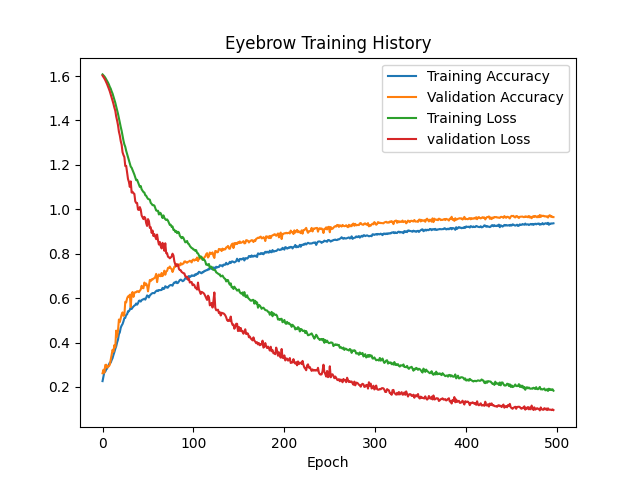 Eyebrow Training History
Training Accuracy
Validation Accuracy
Training Loss
validation Loss
1.6
1.4
1.2
1.0
0.8
0.6
0.4
0.2
0 100 200 300 400 500
Epoch